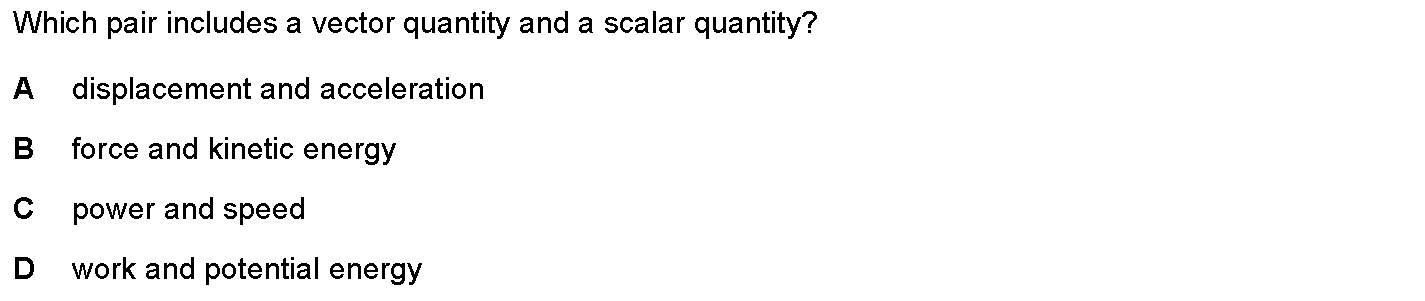 Which pair includes a vector quantity and a scalar quantity?
A displacement and acceleration
B force and kinetic energy
C power and speed
D work and potential energy